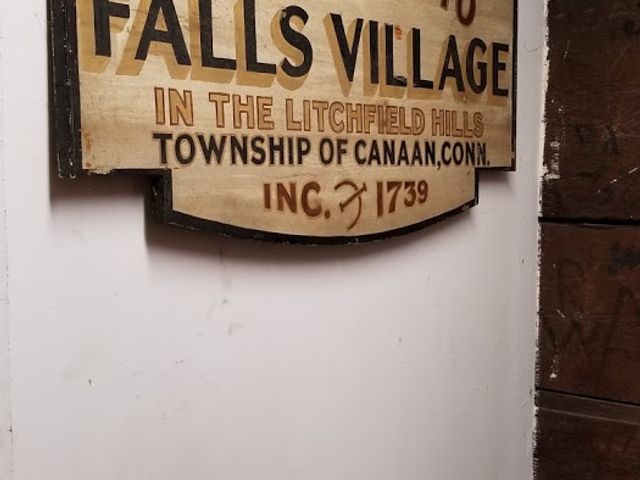 FALLS VILLAGE
IN THE LITCHFIELD HILLS
TOWNSHIP OF CANAAN, CONN.
INC. 1739